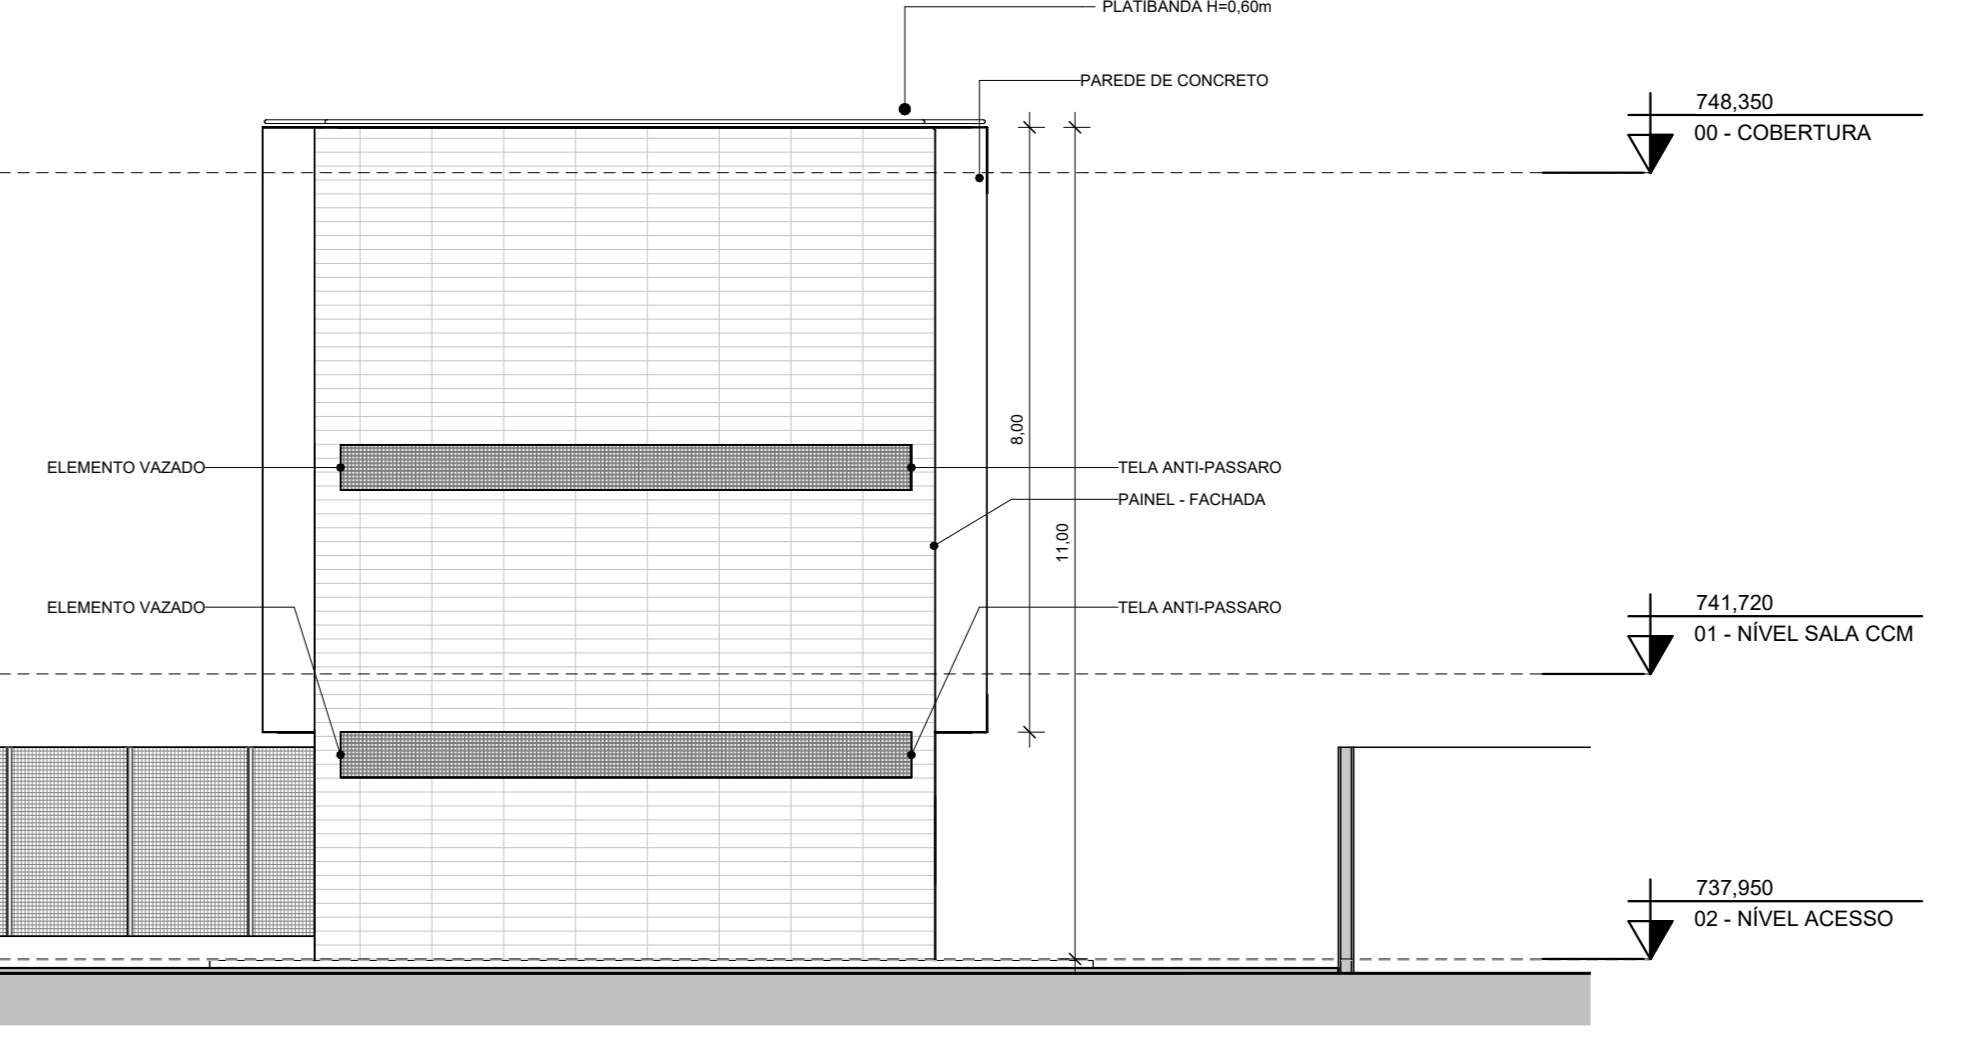 PLATIBANDA H=0,60m
PAREDE DE CONCRETO
748,350
00 - COBERTURA
8,00
ELEMENTO VAZADO
TELA ANTI-PASSARO
PAINEL - FACHADA
11,00
ELEMENTO VAZADO
TELA ANTI-PASSARO
741,720
01 - NÍVEL SALA CCM
737,950
02 - NÍVEL ACESSO